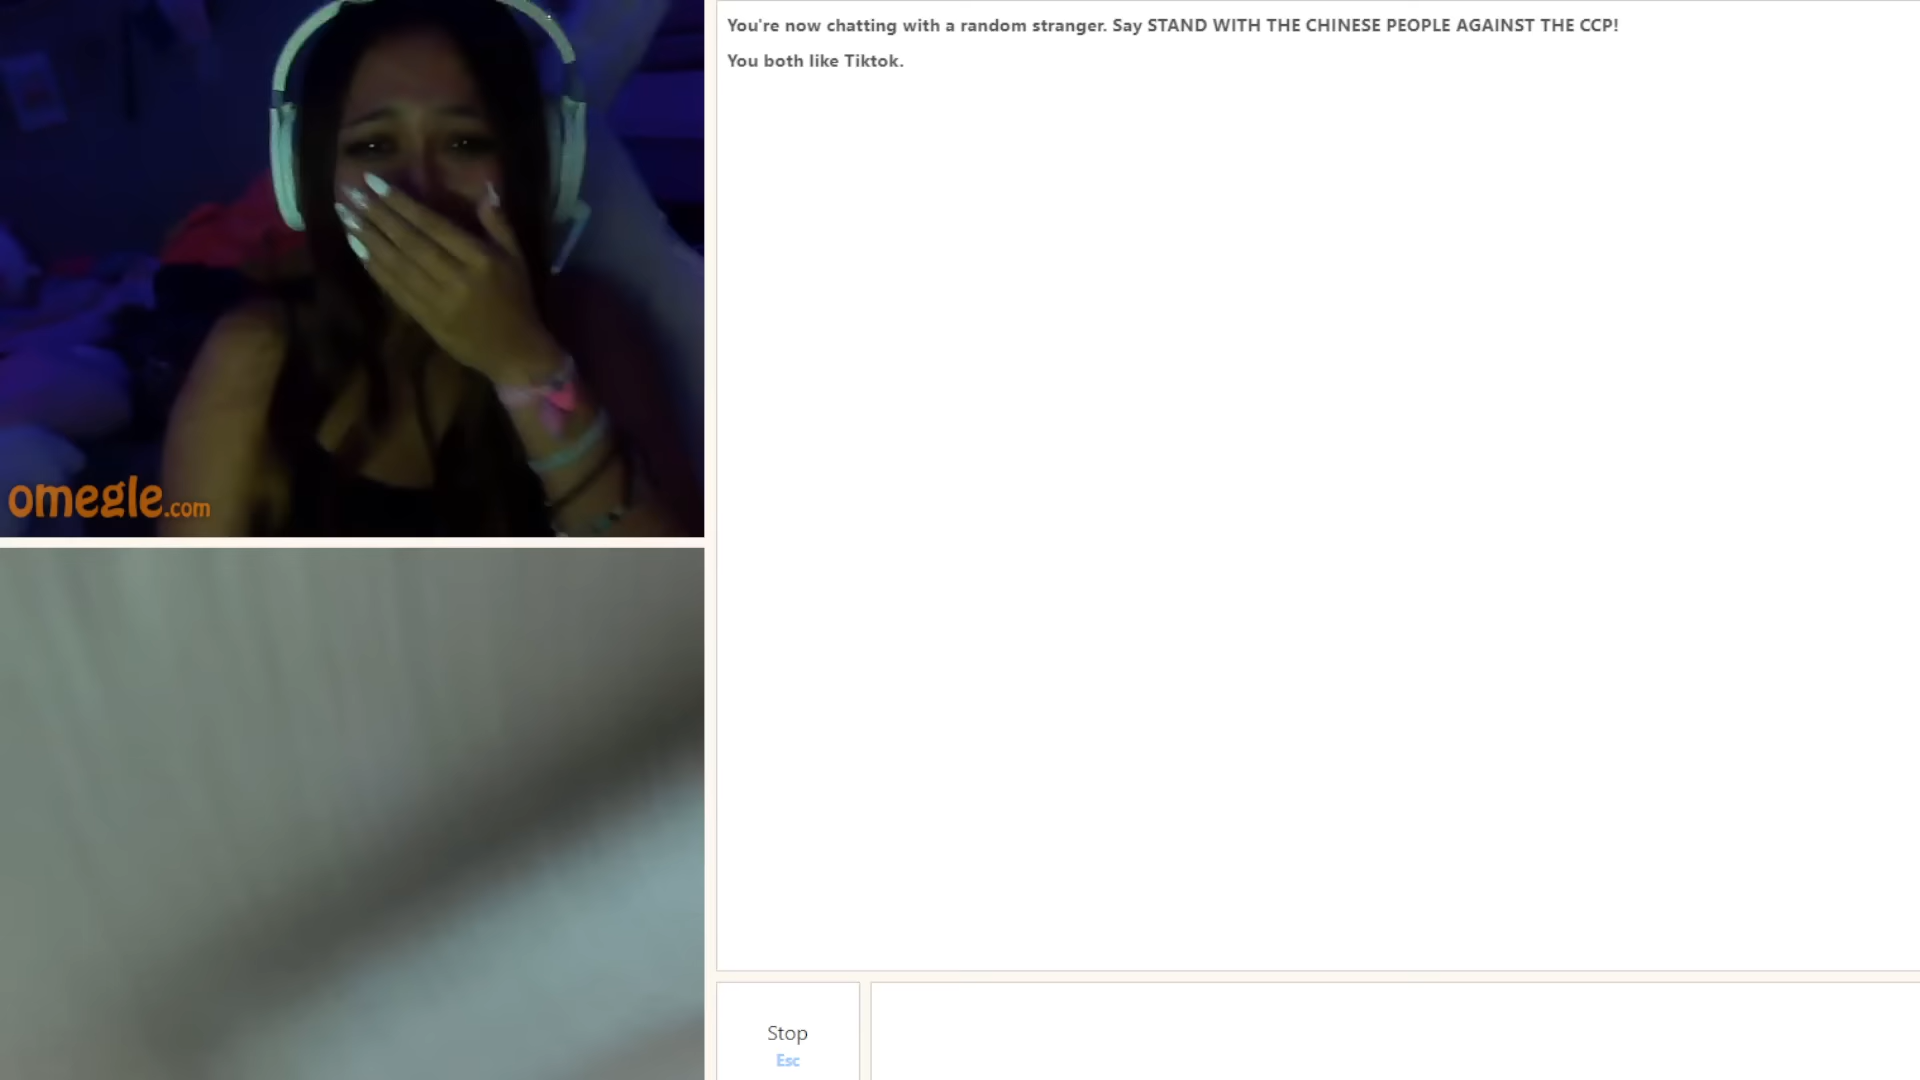 You're now chatting with a random stranger. Say STAND WITH THE CHINESE PEOPLE AGAINST THE CCP!
You both like Tiktok.
omegle.com
Stop
Esc